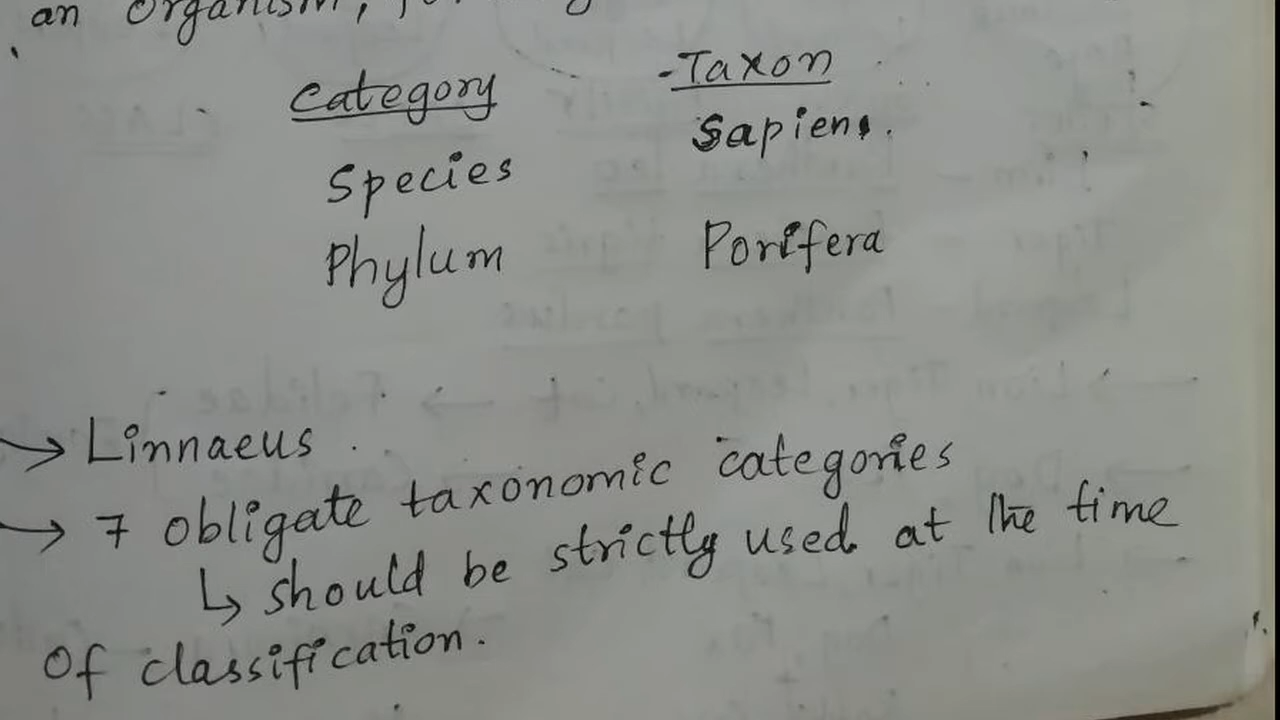 an Organism,
Category -Taxon
Species Sapiens.
Phylum Porifera
→ Linnaeus.
→ 7 obligate taxonomic categories
↳ should be strictly used at the time
Of classification.